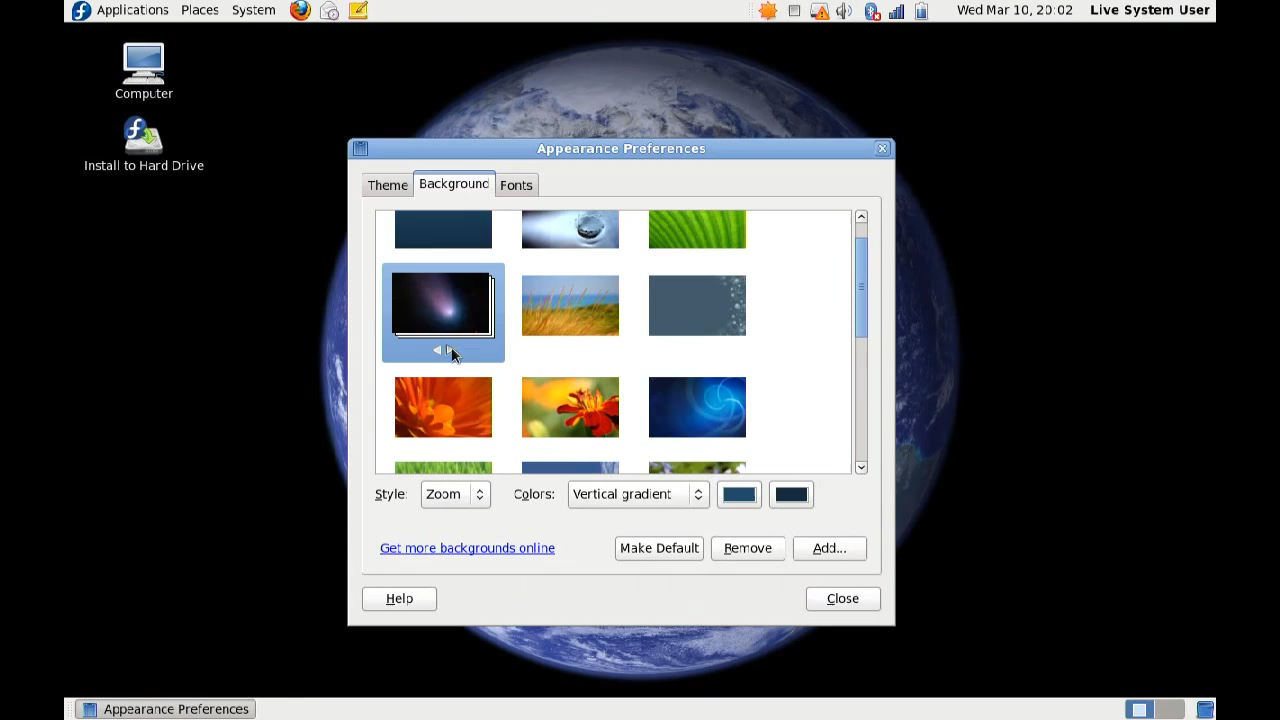 Applications Places System Wed Mar 10, 20:02 Live System User
Computer
Install to Hard Drive
Appearance Preferences
Theme Background Fonts
Style: Zoom Colors: Vertical gradient
Get more backgrounds online Make Default Remove Add...
Help Close
Appearance Preferences